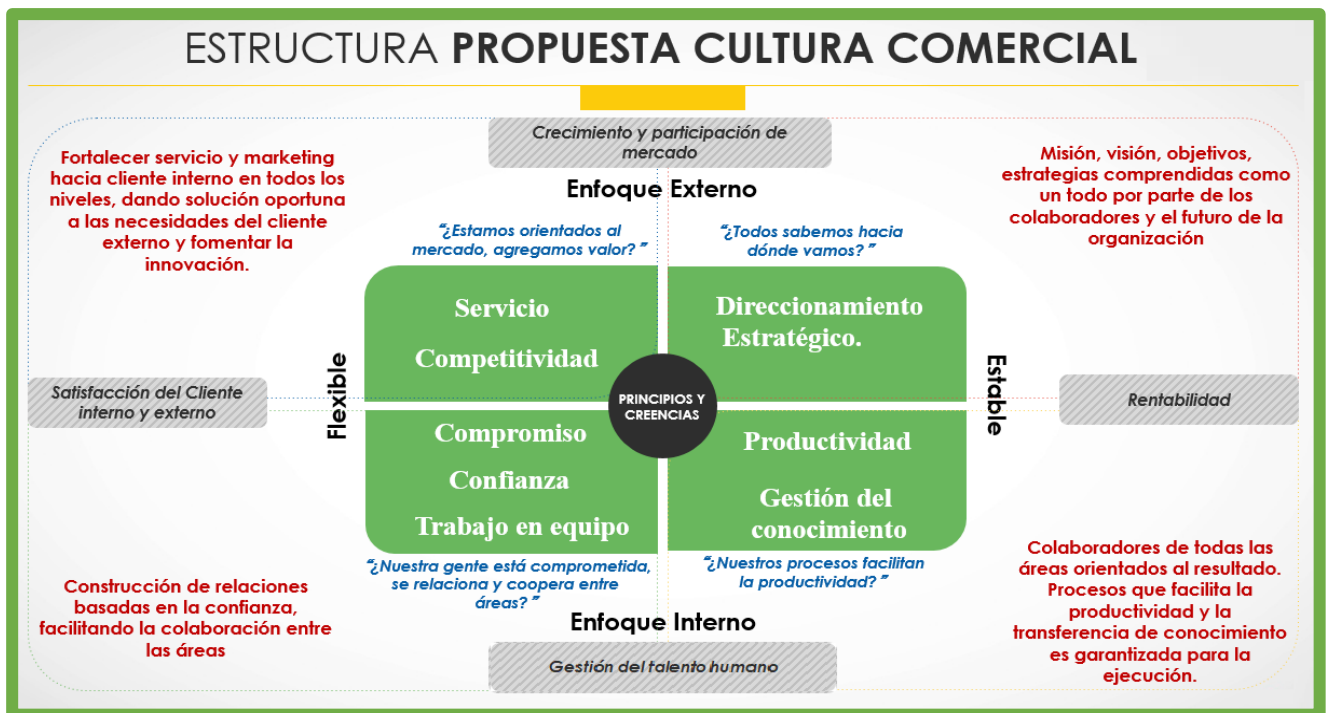 ESTRUCTURA PROPUESTA CULTURA COMERCIAL
Crecimiento y participación de
mercado
Fortalecer servicio y marketing
hacia cliente interno en todos los
niveles, dando solución oportuna
a las necesidades del cliente
externo y fomentar la
innovación.
Enfoque Externo
Misión, visión, objetivos,
estrategias comprendidas como
un todo por parte de los
colaboradores y el futuro de la
organización
“¿Estamos orientados al
mercado, agregamos valor?”
“¿Todos sabemos hacia
dónde vamos?”
Servicio
Competitividad
Direccionamiento
Estratégico.
Satisfacción del Cliente
interno y externo
Flexible
PRINCIPIOS Y
CREENCIAS
Estable
Rentabilidad
Compromiso
Confianza
Trabajo en equipo
Productividad
Gestión del
conocimiento
“¿Nuestra gente está comprometida,
se relaciona y coopera entre
áreas?”
“¿Nuestros procesos facilitan
la productividad?”
Construcción de relaciones
basadas en la confianza,
facilitando la colaboración entre
las áreas
Enfoque Interno
Gestión del talento humano
Colaboradores de todas las
áreas orientados al resultado.
Procesos que facilita la
productividad y la
transferencia de conocimiento
es garantizada para la
ejecución.